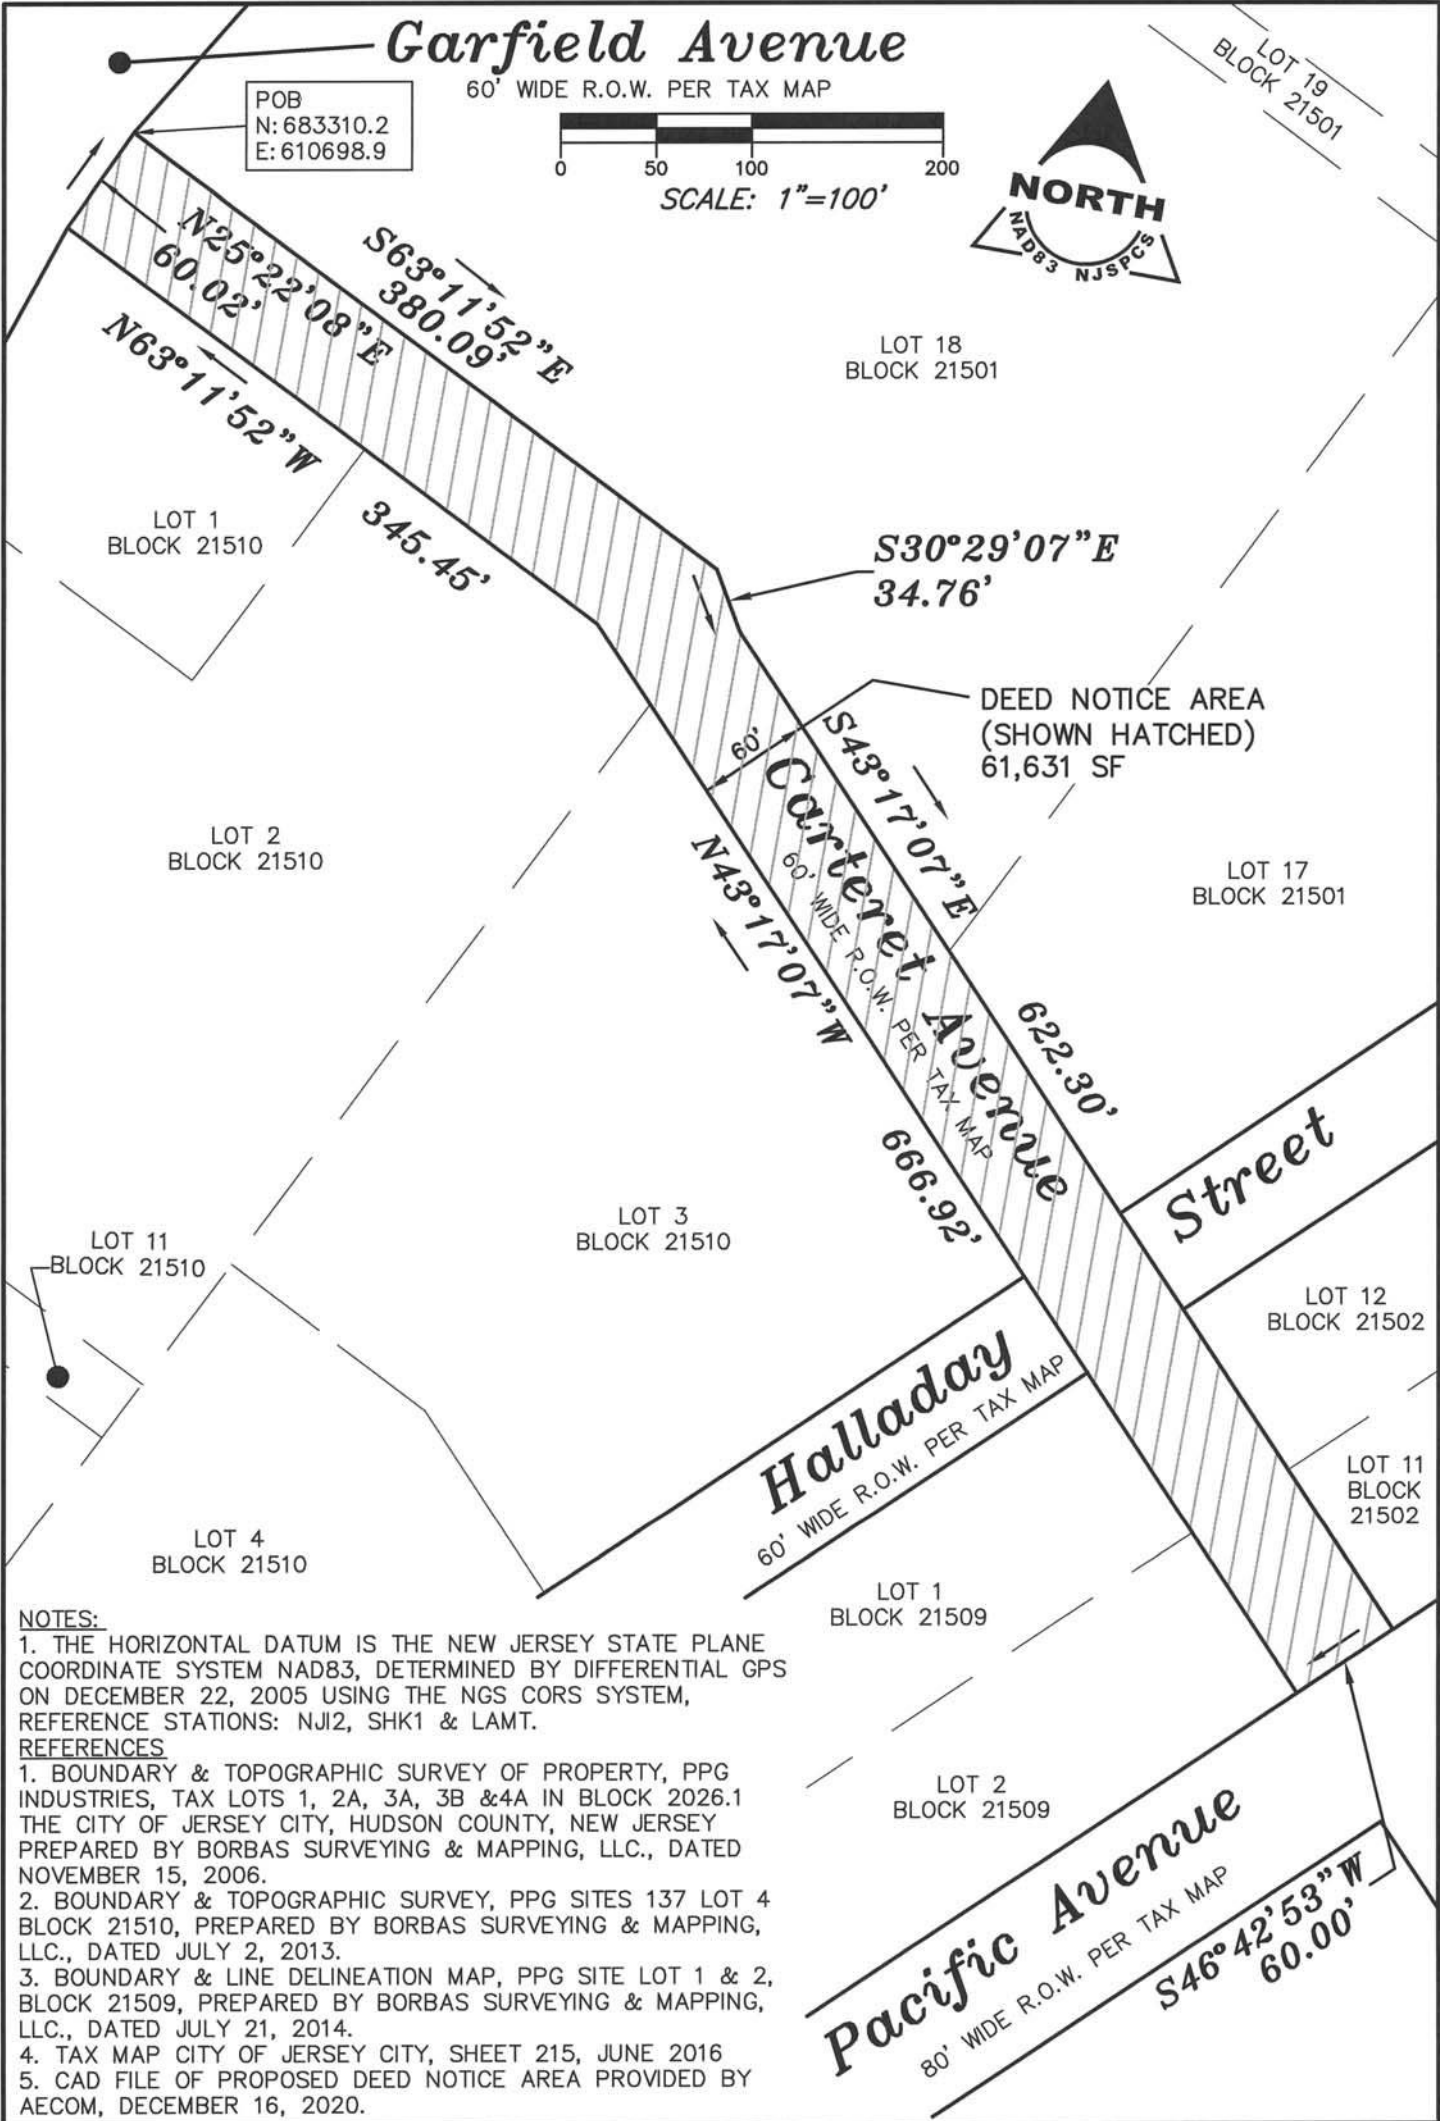 Garfield Avenue
60' WIDE R.O.W. PER TAX MAP
POB
N: 683310.2
E: 610698.9
0 50 100 200
SCALE: 1"=100'
NORTH
NAD83 NJSPCS
LOT 19
BLOCK 21501
N25°22'08"E
60.02'
S63°11'52"E
380.09'
N63°11'52"W
345.45'
LOT 18
BLOCK 21501
LOT 1
BLOCK 21510
S30°29'07"E
34.76'
DEED NOTICE AREA
(SHOWN HATCHED)
61,631 SF
60'
S43°17'07"E
622.30'
Carteret Avenue
60' WIDE R.O.W. PER TAX MAP
N43°17'07"W
666.92'
LOT 2
BLOCK 21510
LOT 17
BLOCK 21501
LOT 3
BLOCK 21510
LOT 11
BLOCK 21510
Halladay Street
60' WIDE R.O.W. PER TAX MAP
LOT 12
BLOCK 21502
LOT 11
BLOCK
21502
LOT 4
BLOCK 21510
LOT 1
BLOCK 21509
LOT 2
BLOCK 21509
Pacific Avenue
80' WIDE R.O.W. PER TAX MAP
S46°42'53"W
60.00'
NOTES:
1. THE HORIZONTAL DATUM IS THE NEW JERSEY STATE PLANE
COORDINATE SYSTEM NAD83, DETERMINED BY DIFFERENTIAL GPS
ON DECEMBER 22, 2005 USING THE NGS CORS SYSTEM,
REFERENCE STATIONS: NJI2, SHK1 & LAMT.
REFERENCES
1. BOUNDARY & TOPOGRAPHIC SURVEY OF PROPERTY, PPG
INDUSTRIES, TAX LOTS 1, 2A, 3A, 3B &4A IN BLOCK 2026.1
THE CITY OF JERSEY CITY, HUDSON COUNTY, NEW JERSEY
PREPARED BY BORBAS SURVEYING & MAPPING, LLC., DATED
NOVEMBER 15, 2006.
2. BOUNDARY & TOPOGRAPHIC SURVEY, PPG SITES 137 LOT 4
BLOCK 21510, PREPARED BY BORBAS SURVEYING & MAPPING,
LLC., DATED JULY 2, 2013.
3. BOUNDARY & LINE DELINEATION MAP, PPG SITE LOT 1 & 2,
BLOCK 21509, PREPARED BY BORBAS SURVEYING & MAPPING,
LLC., DATED JULY 21, 2014.
4. TAX MAP CITY OF JERSEY CITY, SHEET 215, JUNE 2016
5. CAD FILE OF PROPOSED DEED NOTICE AREA PROVIDED BY
AECOM, DECEMBER 16, 2020.